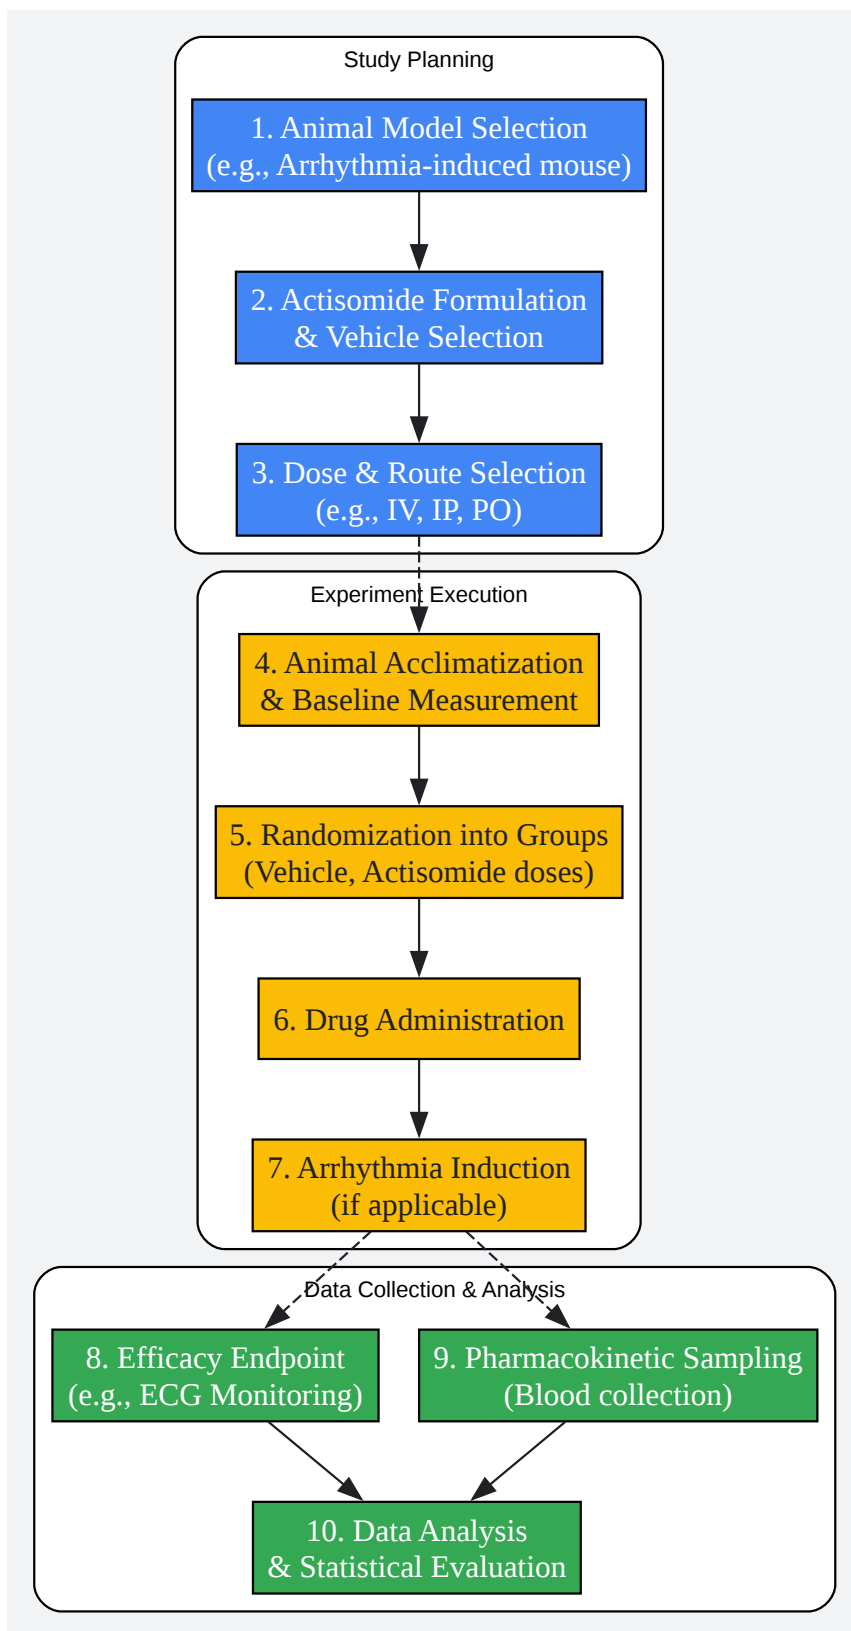 Study Planning
1. Animal Model Selection
(e.g., Arrhythmia-induced mouse)
2. Actisomide Formulation
& Vehicle Selection
3. Dose & Route Selection
(e.g., IV, IP, PO)
Experiment Execution
4. Animal Acclimatization
& Baseline Measurement
5. Randomization into Groups
(Vehicle, Actisomide doses)
6. Drug Administration
7. Arrhythmia Induction
(if applicable)
Data Collection & Analysis
8. Efficacy Endpoint
(e.g., ECG Monitoring)
9. Pharmacokinetic Sampling
(Blood collection)
10. Data Analysis
& Statistical Evaluation